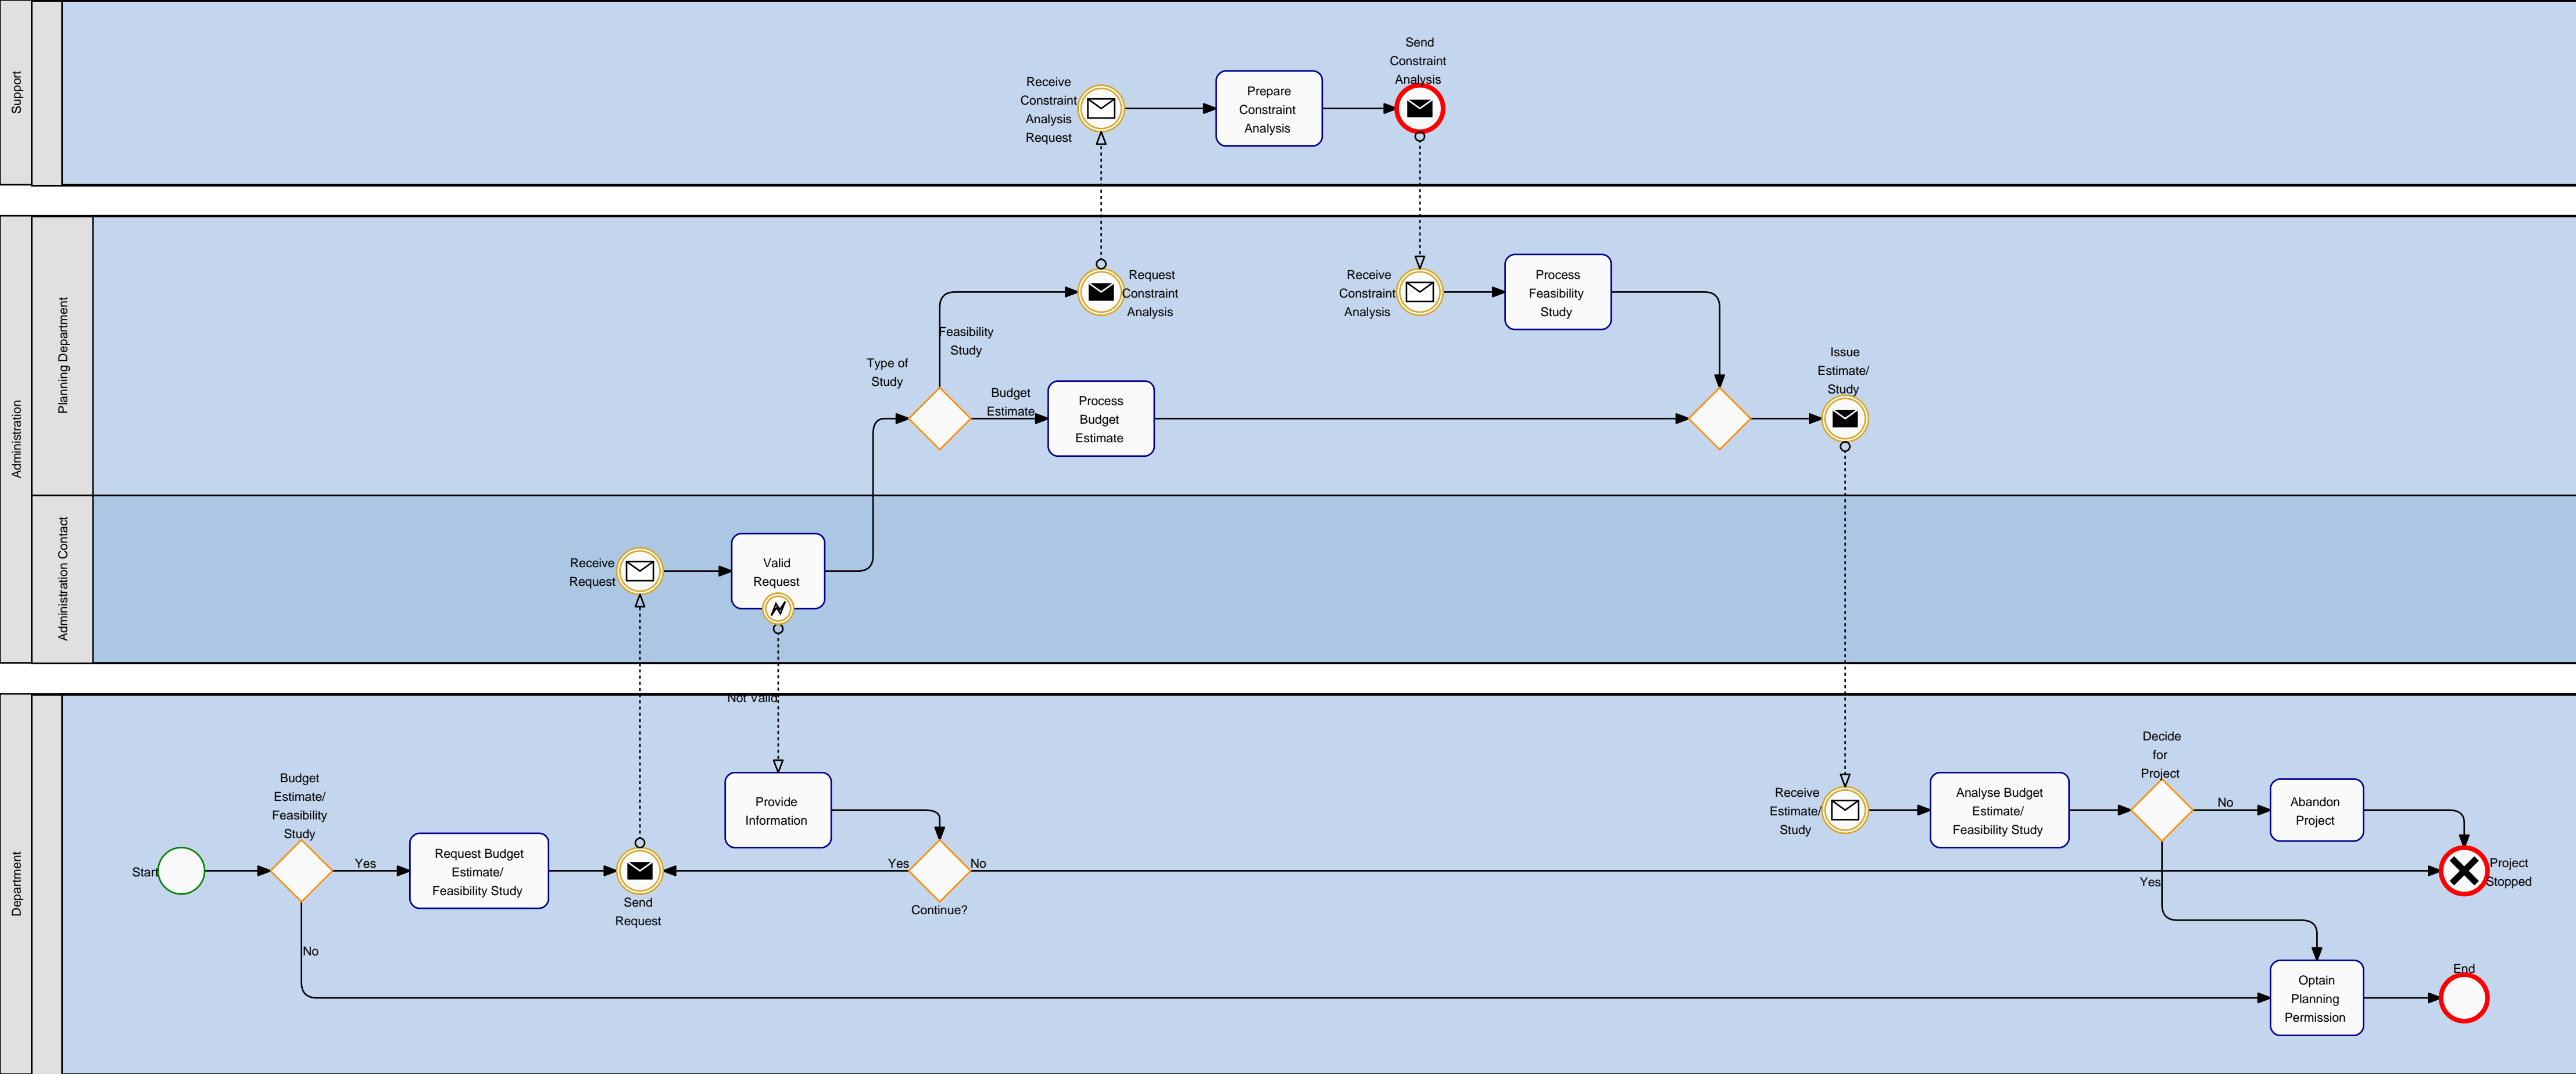 Support
Receive
Constraint
Analysis
Request
Prepare
Constraint
Analysis
Send
Constraint
Analysis
Administration
Planning Department
Type of
Study
Feasibility
Study
Request
Constraint
Analysis
Budget
Estimate
Process
Budget
Estimate
Receive
Constraint
Analysis
Process
Feasibility
Study
Issue
Estimate/
Study
Administration Contact
Receive
Request
Valid
Request
Not Valid
Department
Start
Budget
Estimate/
Feasibility
Study
Yes
No
Request Budget
Estimate/
Feasibility Study
Send
Request
Provide
Information
Yes
No
Continue?
Receive
Estimate/
Study
Analyse Budget
Estimate/
Feasibility Study
Decide
for
Project
No
Yes
Abandon
Project
Project
Stopped
Optain
Planning
Permission
End